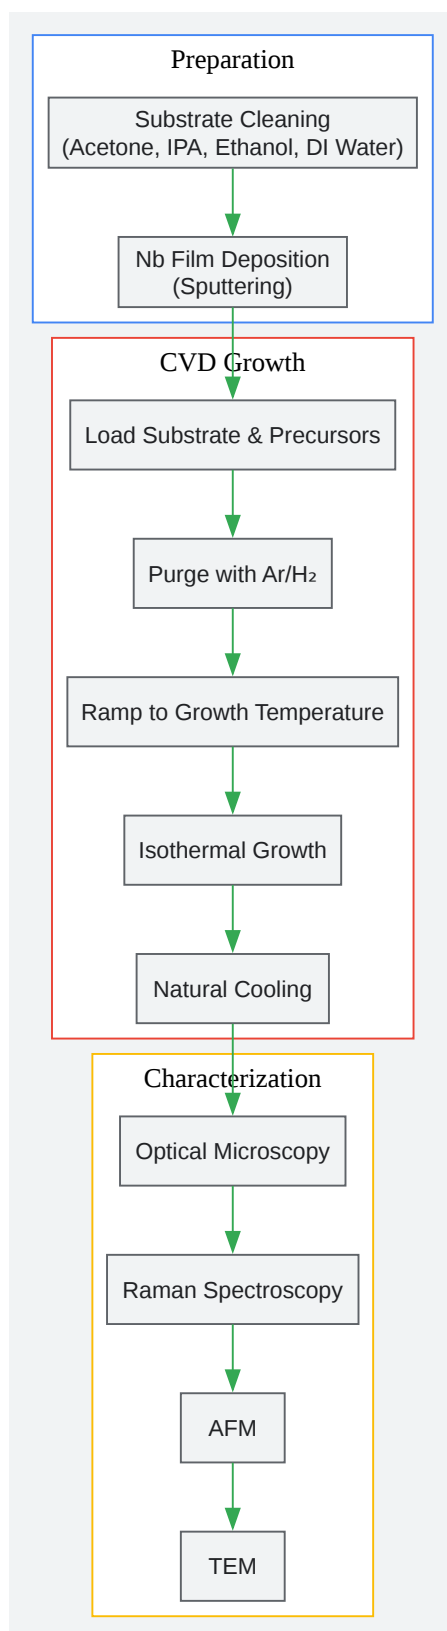 Preparation
Substrate Cleaning
(Acetone, IPA, Ethanol, DI Water)
Nb Film Deposition
(Sputtering)
CVD Growth
Load Substrate & Precursors
Purge with Ar/H₂
Ramp to Growth Temperature
Isothermal Growth
Natural Cooling
Characterization
Optical Microscopy
Raman Spectroscopy
AFM
TEM